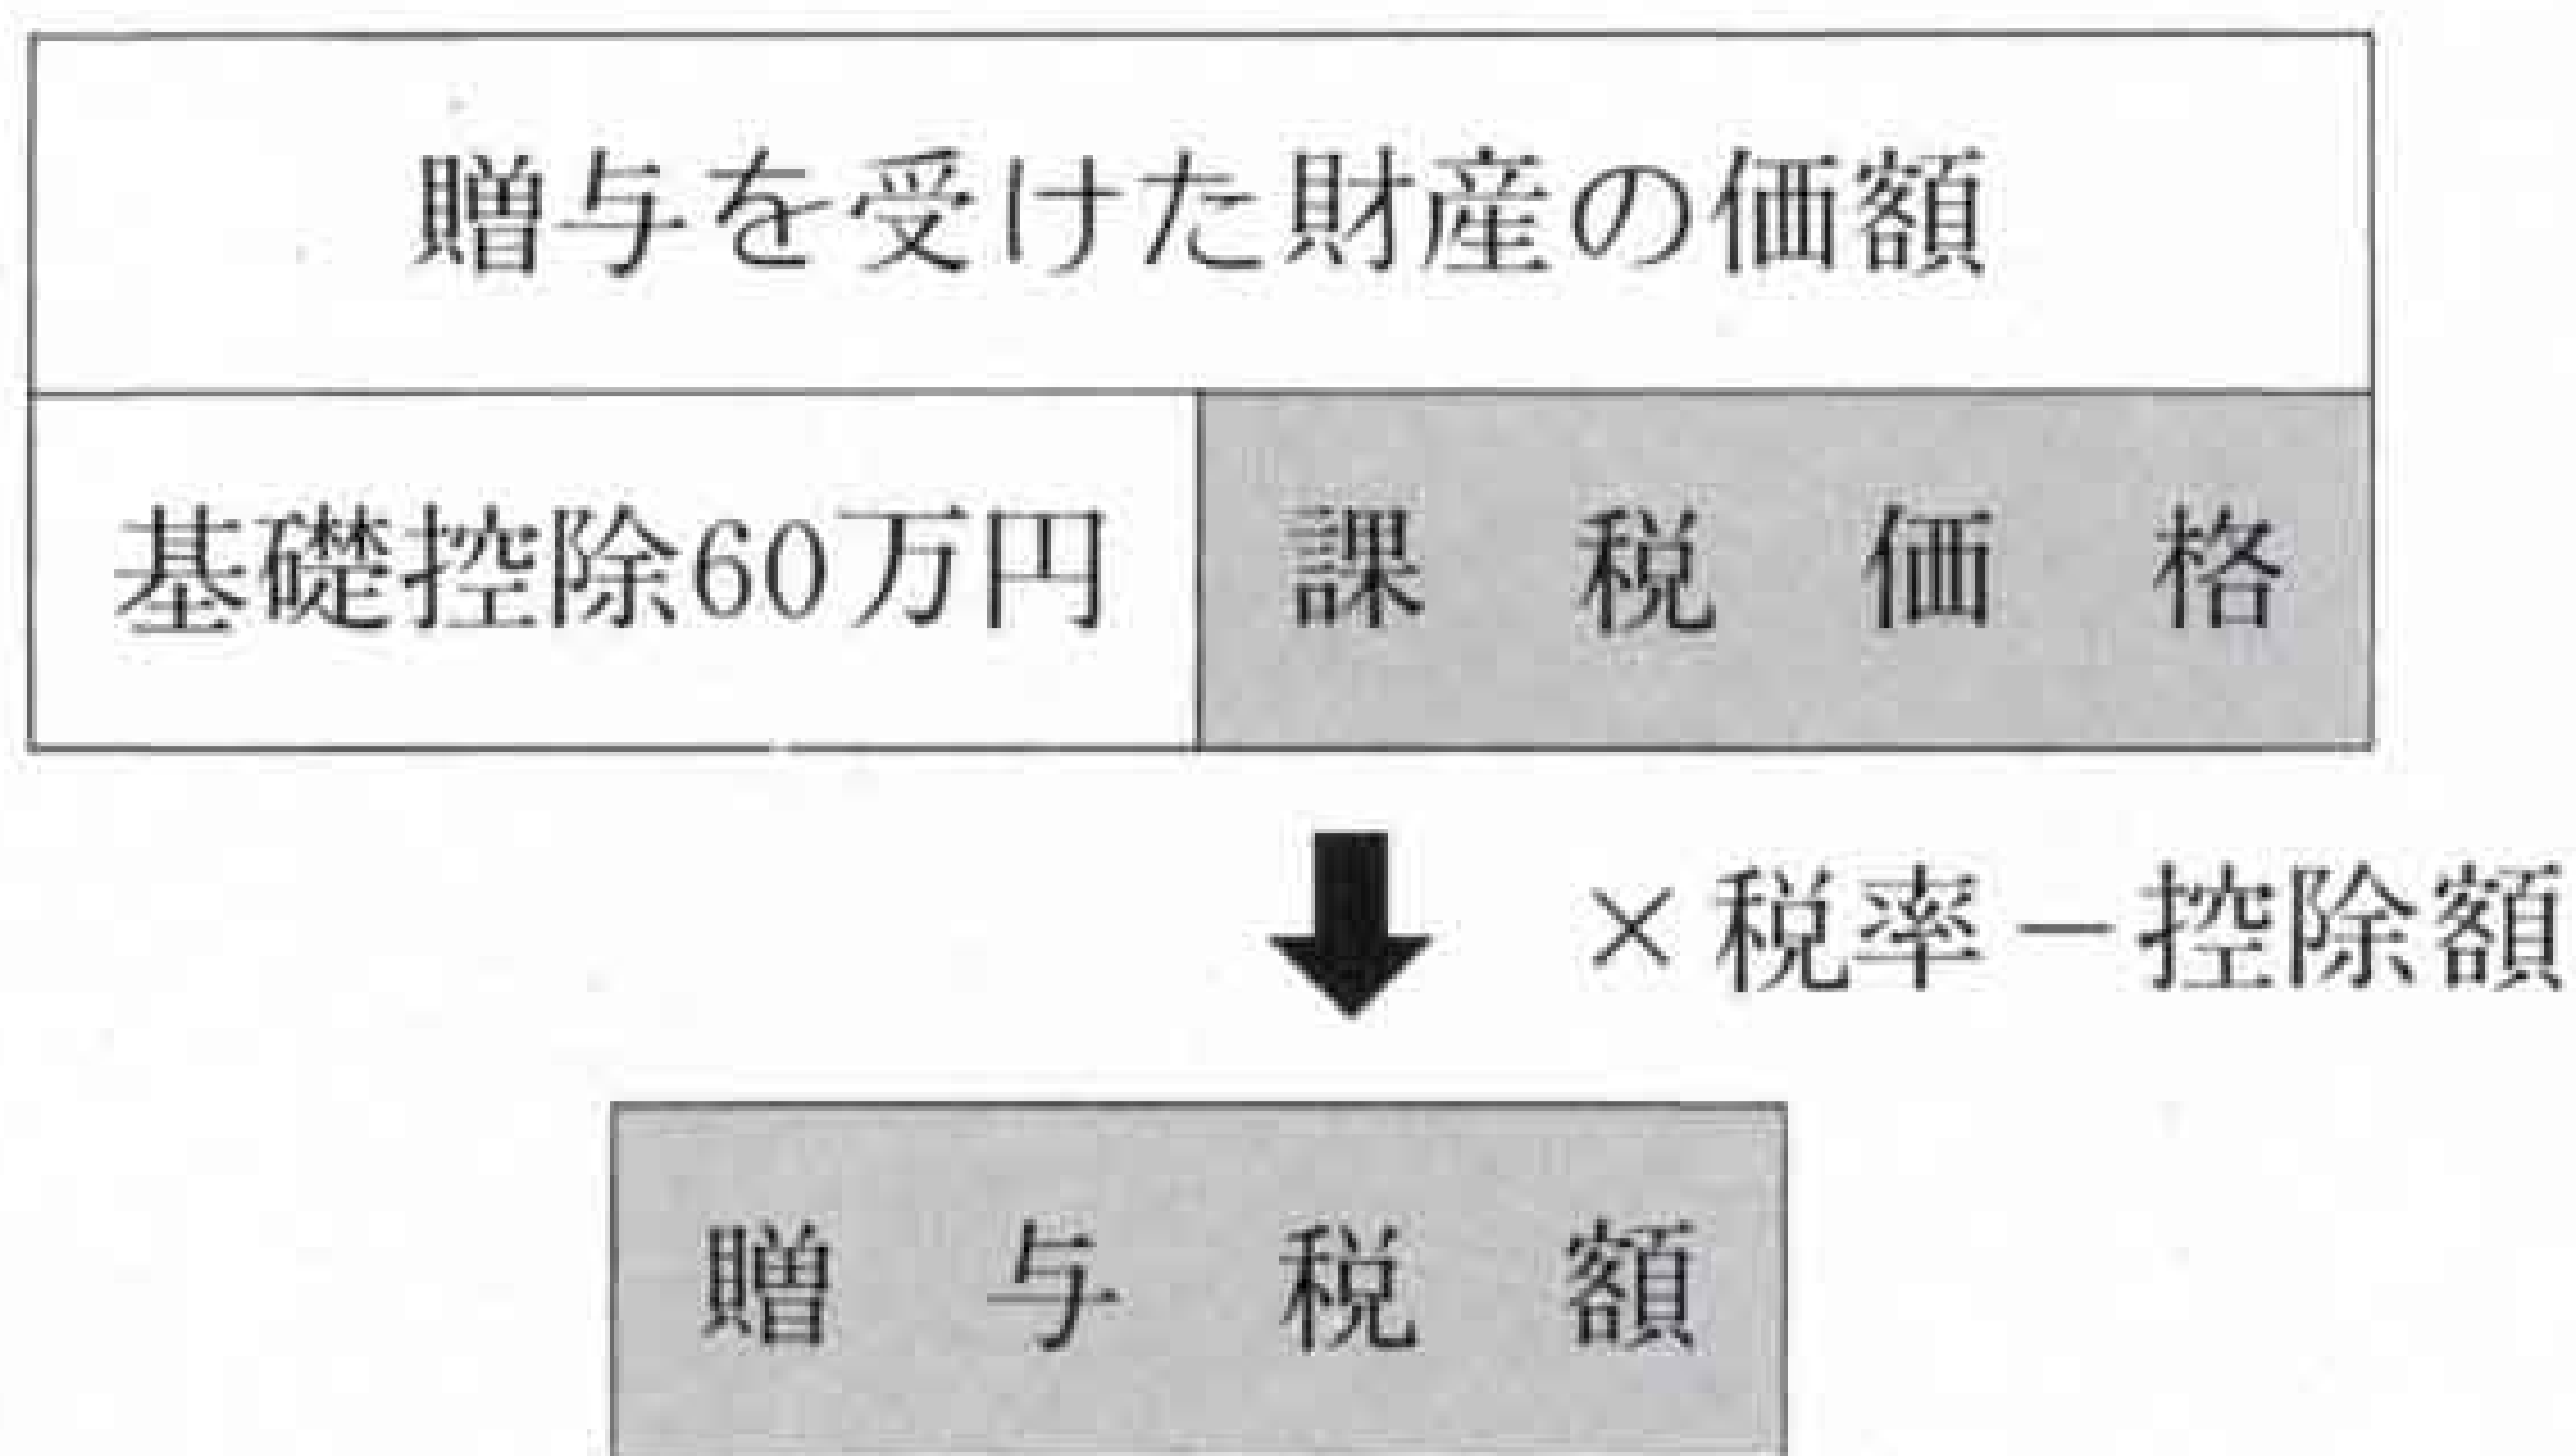 贈与を受けた財産の価額
基礎控除60万円
課税価格
×税率－控除額
贈与税額